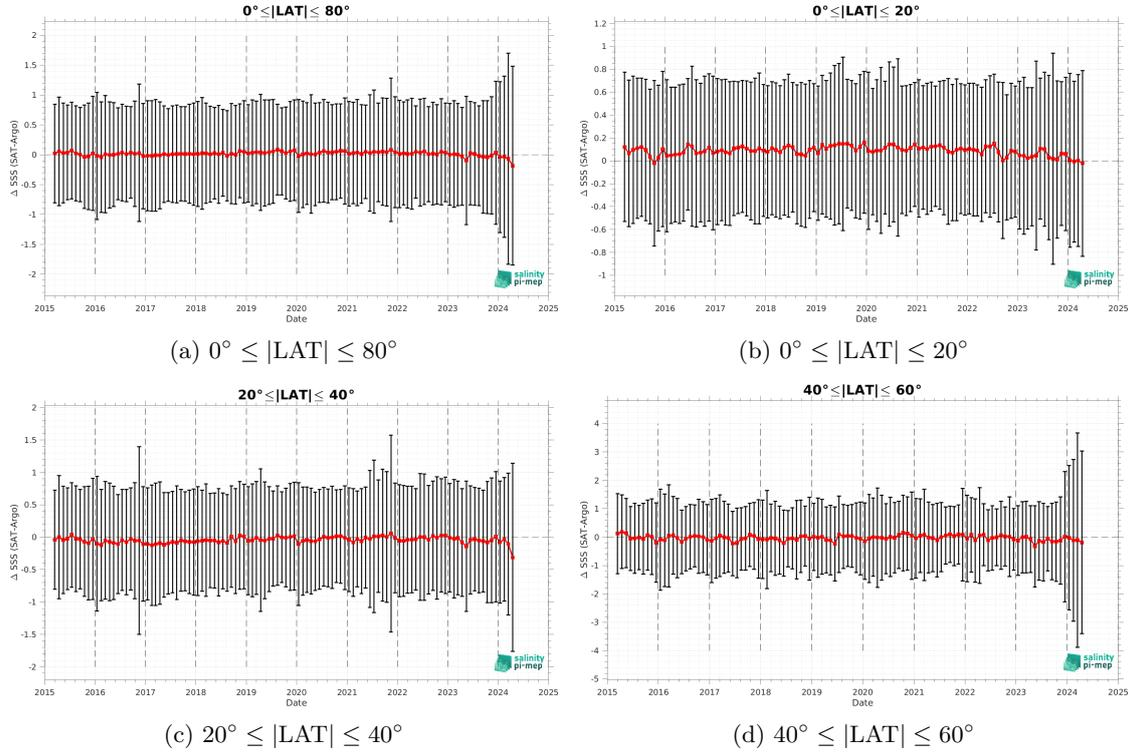 0°≤|LAT|≤ 80°
2
1.5
1
0.5
0
-0.5
-1
-1.5
-2
Δ SSS (SAT-Argo)
2015 2016 2017 2018 2019 2020 2021 2022 2023 2024 2025
Date
salinity
pi-mep
(a) 0° ≤ |LAT| ≤ 80°
0°≤|LAT|≤ 20°
1.2
1
0.8
0.6
0.4
0.2
0
-0.2
-0.4
-0.6
-0.8
-1
Δ SSS (SAT-Argo)
2015 2016 2017 2018 2019 2020 2021 2022 2023 2024 2025
Date
salinity
pi-mep
(b) 0° ≤ |LAT| ≤ 20°
20°≤|LAT|≤ 40°
2
1.5
1
0.5
0
-0.5
-1
-1.5
-2
Δ SSS (SAT-Argo)
2015 2016 2017 2018 2019 2020 2021 2022 2023 2024 2025
Date
salinity
pi-mep
(c) 20° ≤ |LAT| ≤ 40°
40°≤|LAT|≤ 60°
4
3
2
1
0
-1
-2
-3
-4
-5
Δ SSS (SAT-Argo)
2015 2016 2017 2018 2019 2020 2021 2022 2023 2024 2025
Date
salinity
pi-mep
(d) 40° ≤ |LAT| ≤ 60°